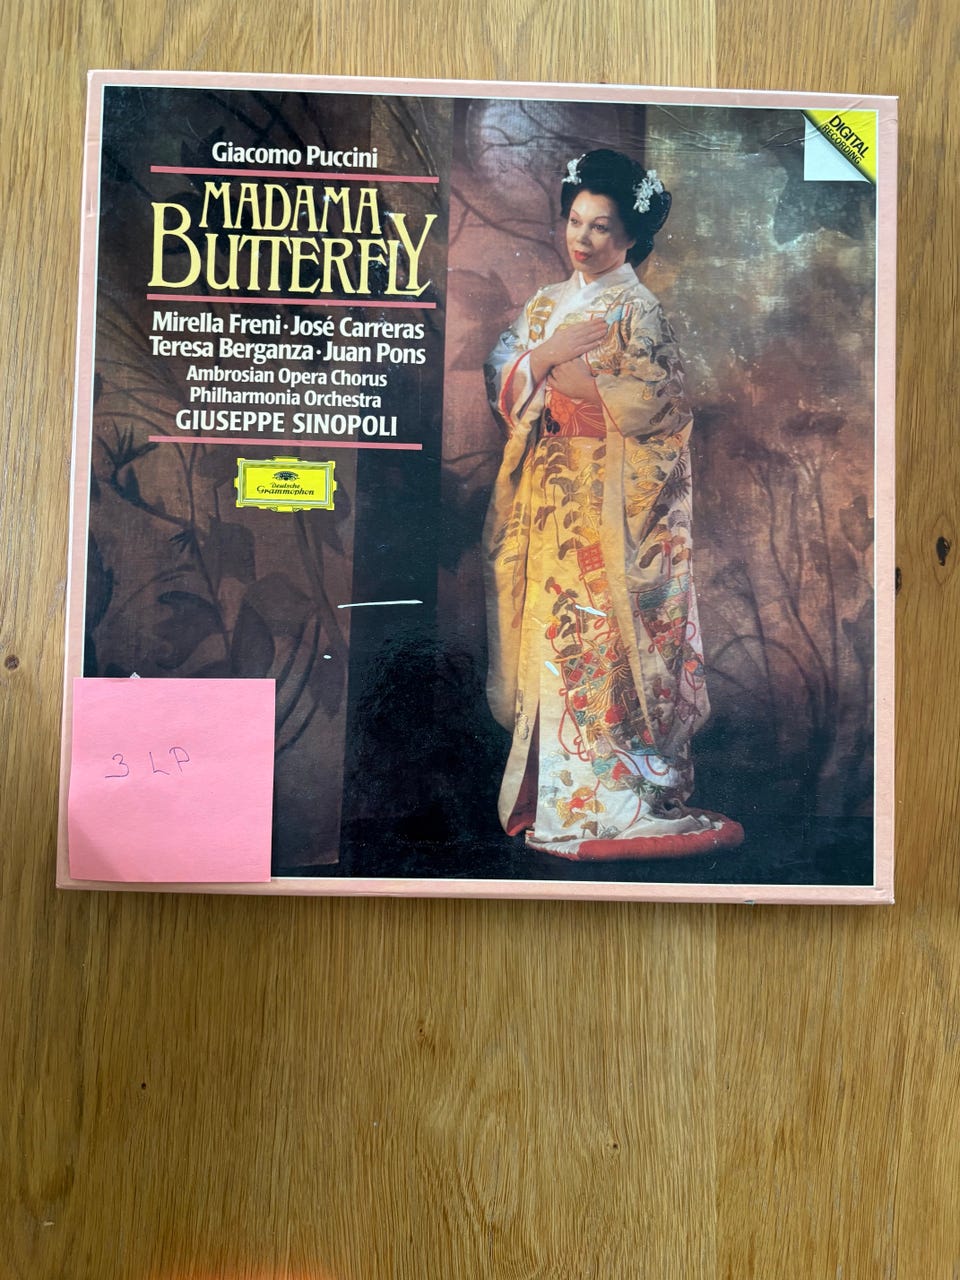 Giacomo Puccini
MADAMA
BUTTERFLY
Mirella Freni · José Carreras
Teresa Berganza · Juan Pons
Ambrosian Opera Chorus
Philharmonia Orchestra
GIUSEPPE SINOPOLI
Deutsche
Grammophon
DIGITAL
RECORDING
3 LP